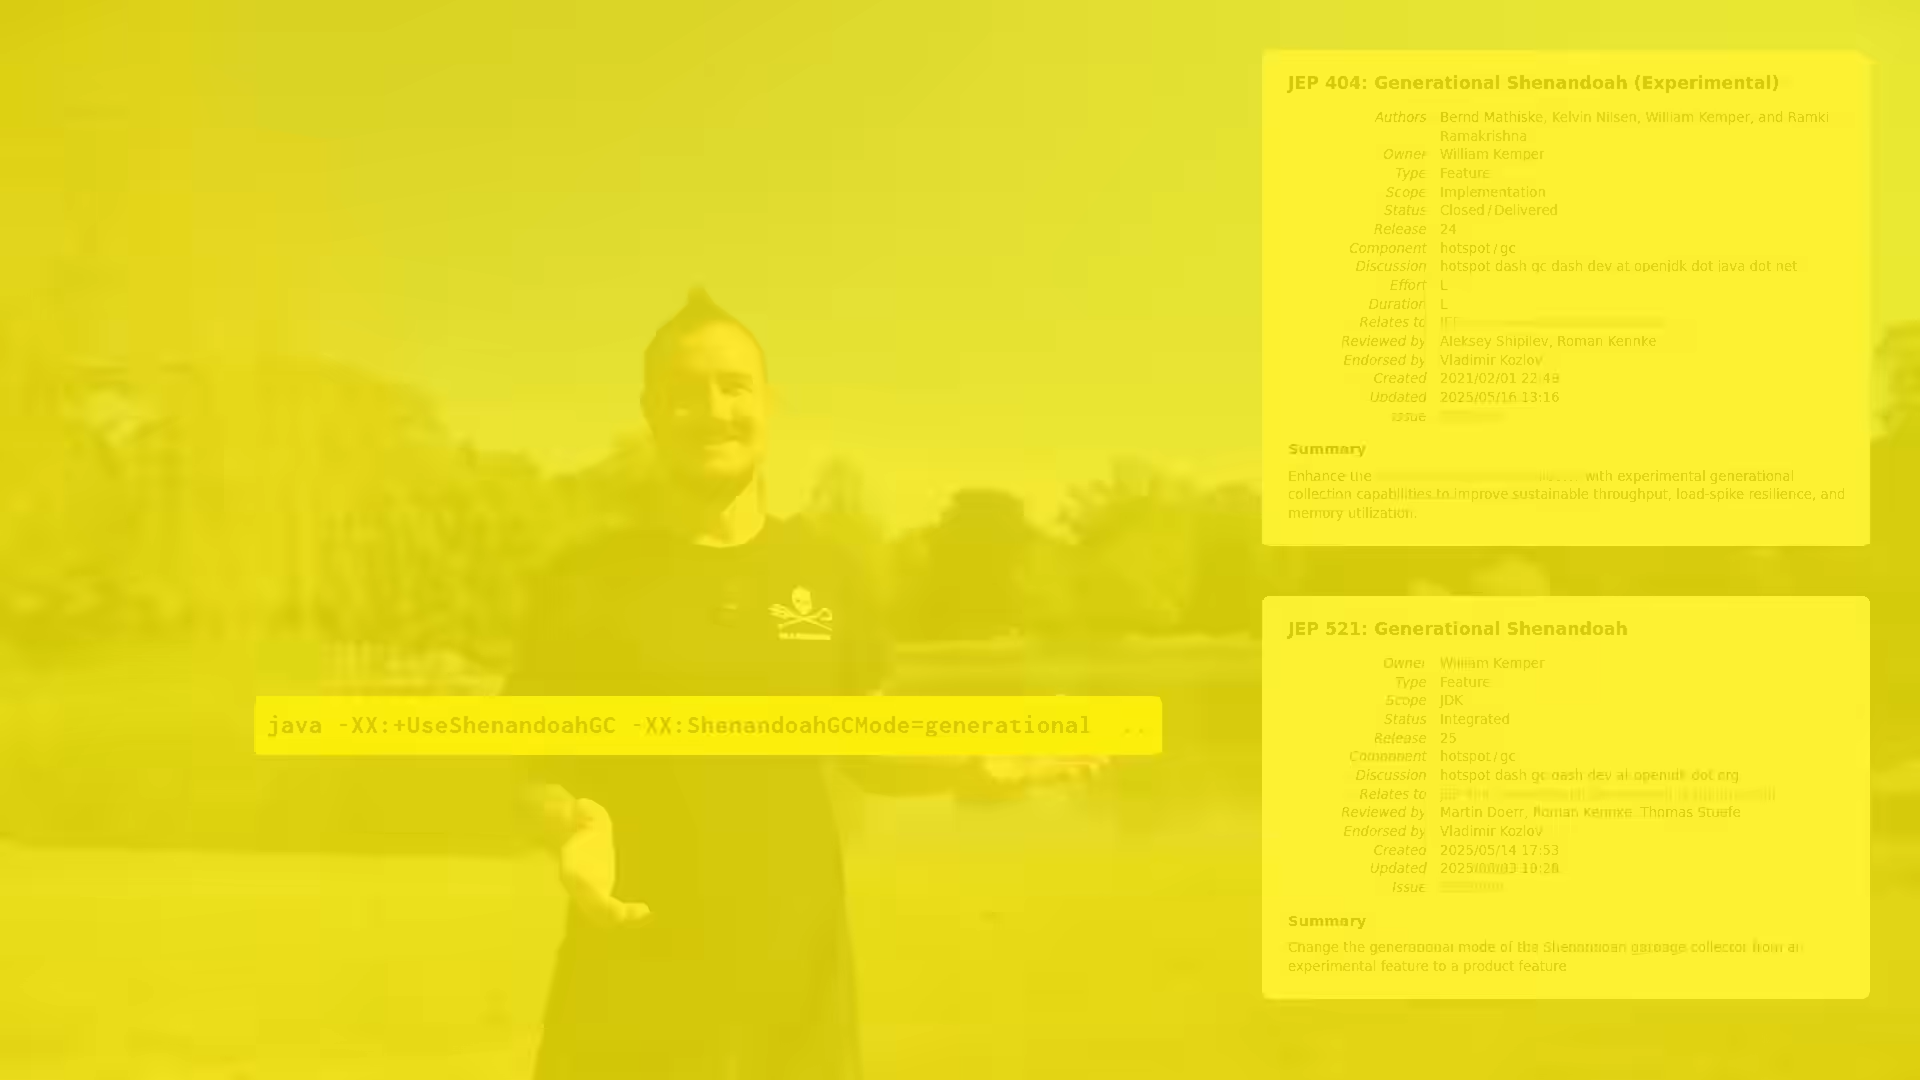 JEP 404: Generational Shenandoah (Experimental)
Authors Bernd Mathiske, Kelvin Nilsen, William Kemper, and Ramki
Ramakrishna
Owner William Kemper
Type Feature
Scope Implementation
Status Closed / Delivered
Release 24
Component hotspot / gc
Discussion hotspot dash gc dash dev at openjdk dot java dot net
Effort L
Duration L
Relates to
Reviewed by Aleksey Shipilev, Roman Kennke
Endorsed by Vladimir Kozlov
Created 2021/02/01 22:43
Updated 2025/05/16 13:16
Issue
Summary
Enhance the with experimental generational
collection capabilities to improve sustainable throughput, load-spike resilience, and
memory utilization.
java -XX:+UseShenandoahGC -XX:ShenandoahGCMode=generational ..
JEP 521: Generational Shenandoah
Owner William Kemper
Type Feature
Scope JDK
Status Integrated
Release 25
Component hotspot / gc
Discussion hotspot dash gc dash dev at openjdk dot org
Relates to
Reviewed by Martin Doerr, Roman Kennke, Thomas Stuefe
Endorsed by Vladimir Kozlov
Created 2025/05/14 17:53
Updated
Issue
Summary
Change the generational mode of the Shenandoah garbage collector from an
experimental feature to a product feature